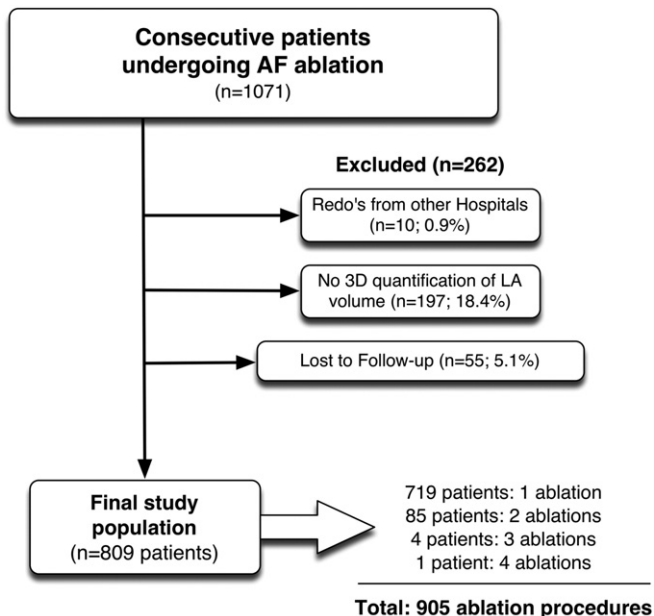 Consecutive patients
undergoing AF ablation
(n=1071)
Excluded (n=262)
Redo's from other Hospitals
(n=10; 0.9%)
No 3D quantification of LA
volume (n=197; 18.4%)
Lost to Follow-up (n=55; 5.1%)
Final study
population
(n=809 patients)
719 patients: 1 ablation
85 patients: 2 ablations
4 patients: 3 ablations
1 patient: 4 ablations
Total: 905 ablation procedures